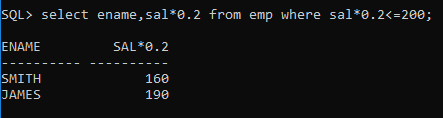 SQL> select ename,sal*0.2 from emp where sal*0.2<=200;
ENAME         SAL*0.2
---------- ----------
SMITH             160
JAMES             190